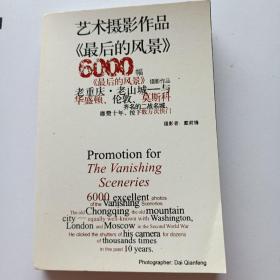 艺术摄影作品
《最后的风景》
6000幅
《最后的风景》摄影作品
老重庆·老山城——与
华盛顿、伦敦、莫斯科
齐名的二战名城,
雄费十年、按下数万次快门
摄影者:戴前锋
Promotion for
The Vanishing
Sceneries
6000 excellent photos
of the Vanishing Sceneries
The old Chongqing the old mountain
city —— equally well-known with Washington,
London and Moscow in the Second World War
He clicked the shutters of his camera for dozens
of thousands times
in the past 10 years.
Photographer: Dai Qianfeng